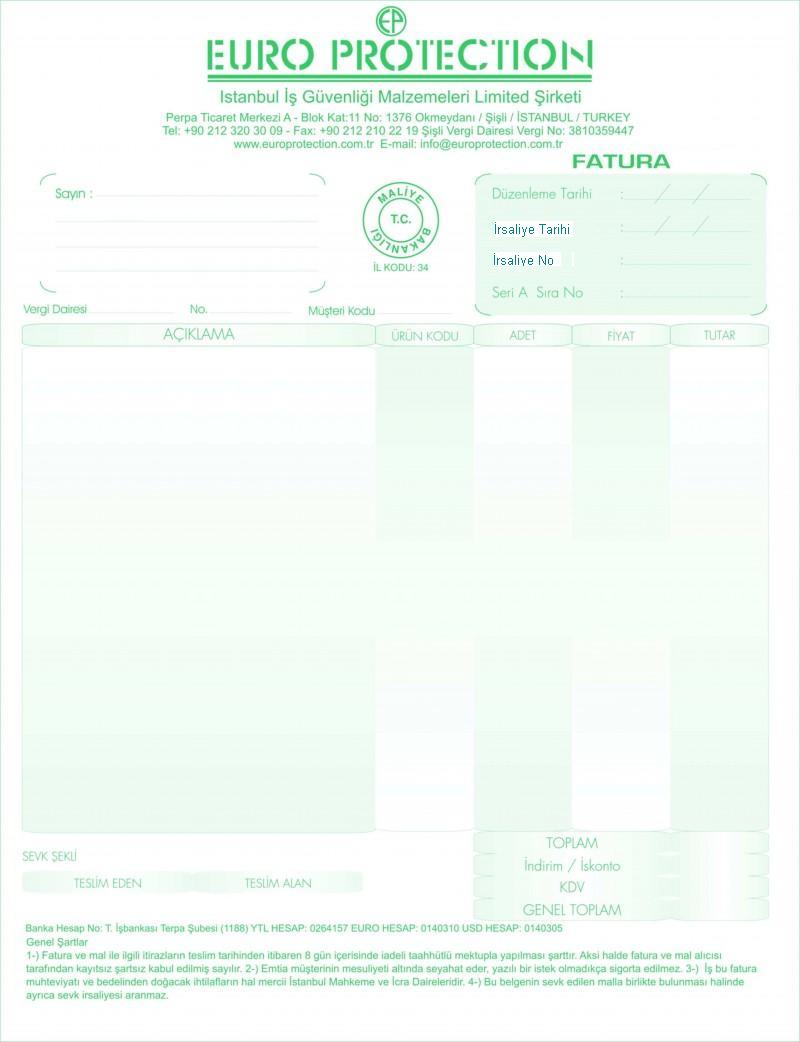 EP
EURO PROTECTION
Istanbul İş Güvenliği Malzemeleri Limited Şirketi
Perpa Ticaret Merkezi A - Blok Kat:11 No: 1376 Okmeydanı / Şişli / İSTANBUL / TURKEY
Tel: +90 212 320 30 09 - Fax: +90 212 210 22 19 Şişli Vergi Dairesi Vergi No: 3810359447
www.europrotection.com.tr E-mail: info@europrotection.com.tr
FATURA
Sayın :
MALİYE
T.C.
BAKANLIĞI
İL KODU: 34
Düzenleme Tarihi : / /
İrsaliye Tarihi : / /
İrsaliye No :
Seri A Sıra No :
Vergi Dairesi No. Müşteri Kodu
AÇIKLAMA ÜRÜN KODU ADET FİYAT TUTAR
TOPLAM
İndirim / İskonto
KDV
GENEL TOPLAM
SEVK ŞEKLİ
TESLİM EDEN TESLİM ALAN
Banka Hesap No: T. İşbankası Terpa Şubesi (1188) YTL HESAP: 0264157 EURO HESAP: 0140310 USD HESAP: 0140305
Genel Şartlar
1-) Fatura ve mal ile ilgili itirazların teslim tarihinden itibaren 8 gün içerisinde iadeli taahhütlü mektupla yapılması şarttır. Aksi halde fatura ve mal alıcısı
tarafından kayıtsız şartsız kabul edilmiş sayılır. 2-) Emtia müşterinin mesuliyeti altında seyahat eder, yazılı bir istek olmadıkça sigorta edilmez. 3-) İş bu fatura
muhteviyatı ve bedelinden doğacak ihtilafların hal mercii İstanbul Mahkeme ve İcra Daireleridir. 4-) Bu belgenin sevk edilen malla birlikte bulunması halinde
ayrıca sevk irsaliyesi aranmaz.